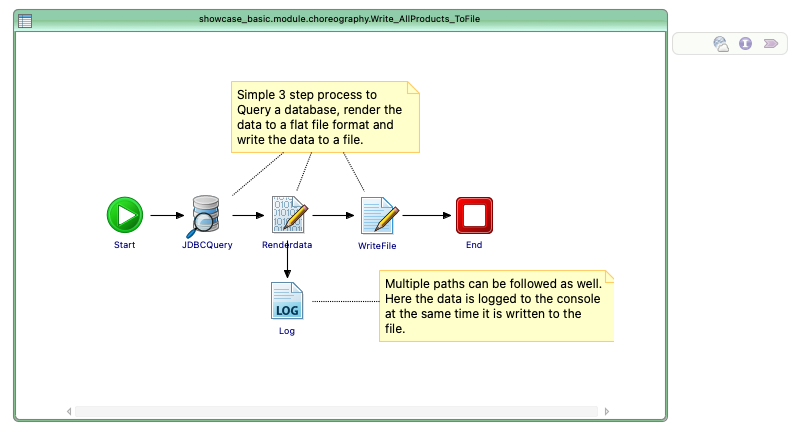 showcase_basic.module.choreography.Write_AllProducts_ToFile
Simple 3 step process to
Query a database, render the
data to a flat file format and
write the data to a file.
Start
JDBCQuery
Renderdata
WriteFile
End
LOG
Log
Multiple paths can be followed as well.
Here the data is logged to the console
at the same time it is written to the
file.
I